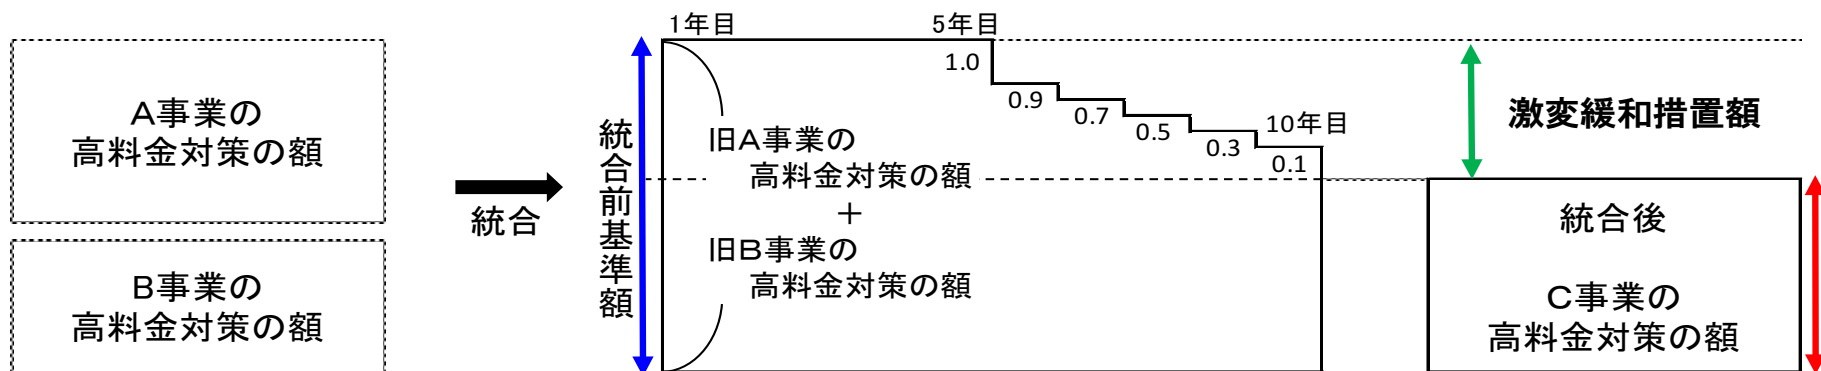 A事業の
高料金対策の額
B事業の
高料金対策の額
統合
統合前基準額
1年目
5年目
1.0
0.9
0.7
0.5
0.3
10年目
0.1
旧A事業の
高料金対策の額
+
旧B事業の
高料金対策の額
激変緩和措置額
統合後
C事業の
高料金対策の額